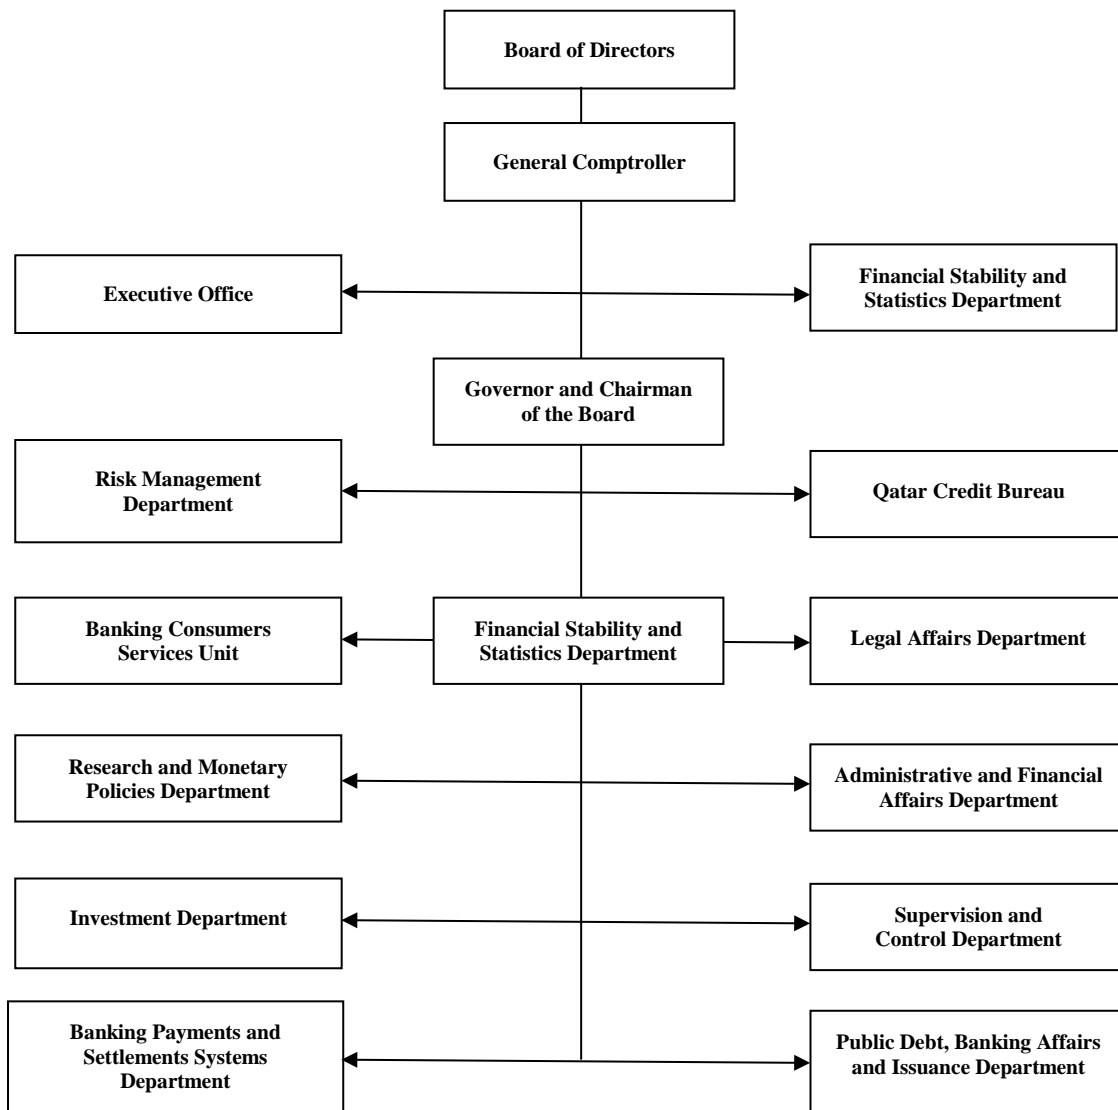 Board of Directors
General Comptroller
Executive Office
Financial Stability and
Statistics Department
Governor and Chairman
of the Board
Risk Management
Department
Qatar Credit Bureau
Banking Consumers
Services Unit
Financial Stability and
Statistics Department
Legal Affairs Department
Research and Monetary
Policies Department
Administrative and Financial
Affairs Department
Investment Department
Supervision and
Control Department
Banking Payments and
Settlements Systems
Department
Public Debt, Banking Affairs
and Issuance Department